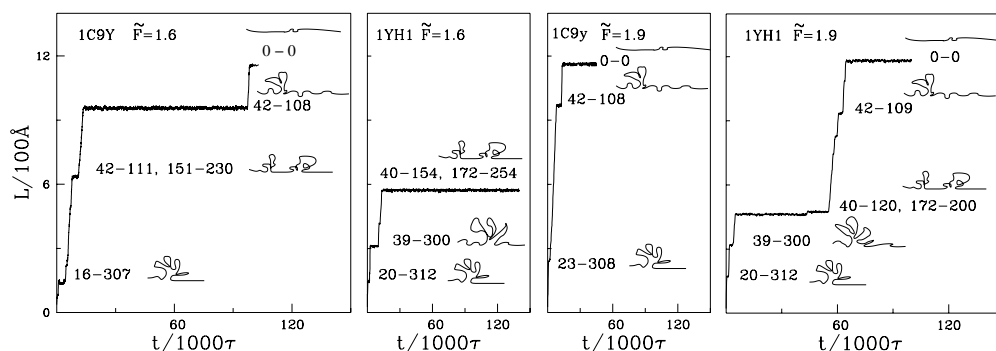 1C9Y F̃=1.6
0-0
42-108
42-111, 151-230
16-307
12
6
0
L/100Å
60 120
t/1000τ
1YH1 F̃=1.6
40-154, 172-254
39-300
20-312
60 120
t/1000τ
1C9y F̃=1.9
0-0
42-108
23-308
60 120
t/1000τ
1YH1 F̃=1.9
0-0
42-109
40-120, 172-200
39-300
20-312
60 120
t/1000τ